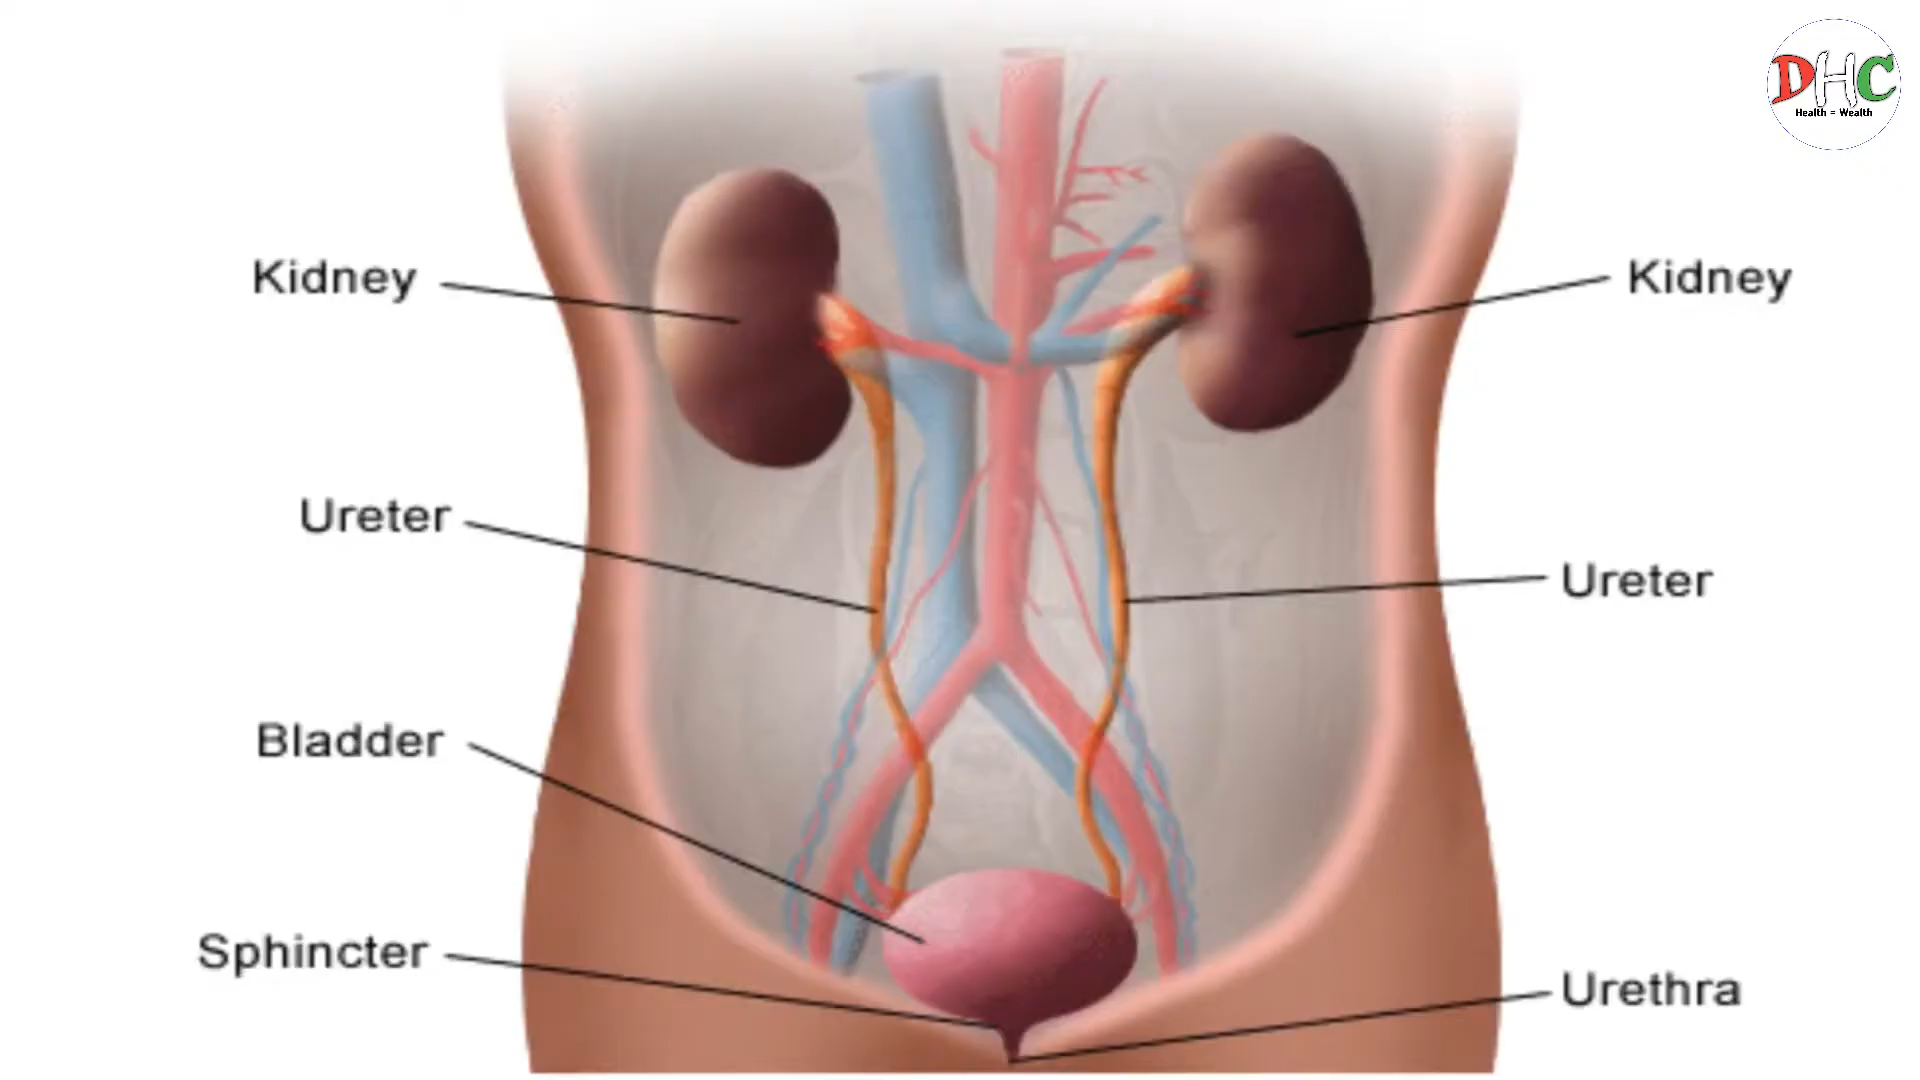 DHC
Health = Wealth
Kidney
Kidney
Ureter
Ureter
Bladder
Sphincter
Urethra